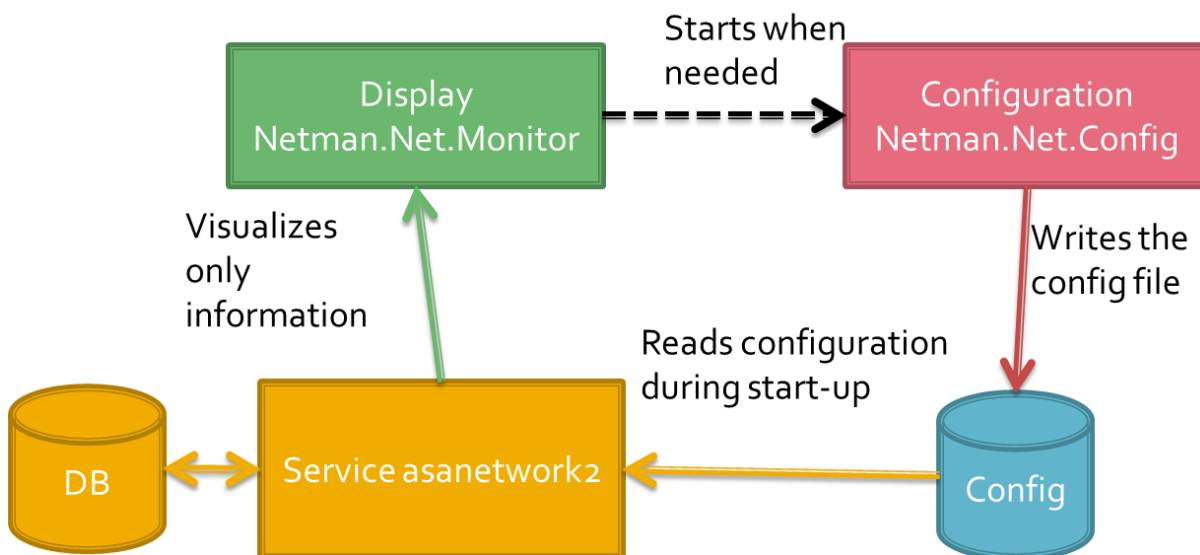 Starts when
needed
Display
Netman.Net.Monitor
Configuration
Netman.Net.Config
Visualizes
only
information
Writes the
config file
Reads configuration
during start-up
DB
Service asanetwork2
Config